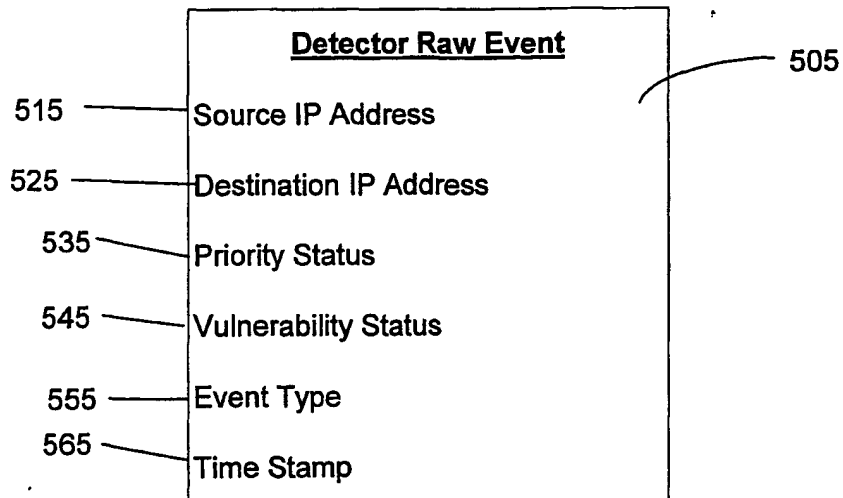 Detector Raw Event
505
515 Source IP Address
525 Destination IP Address
535 Priority Status
545 Vulnerability Status
555 Event Type
565 Time Stamp